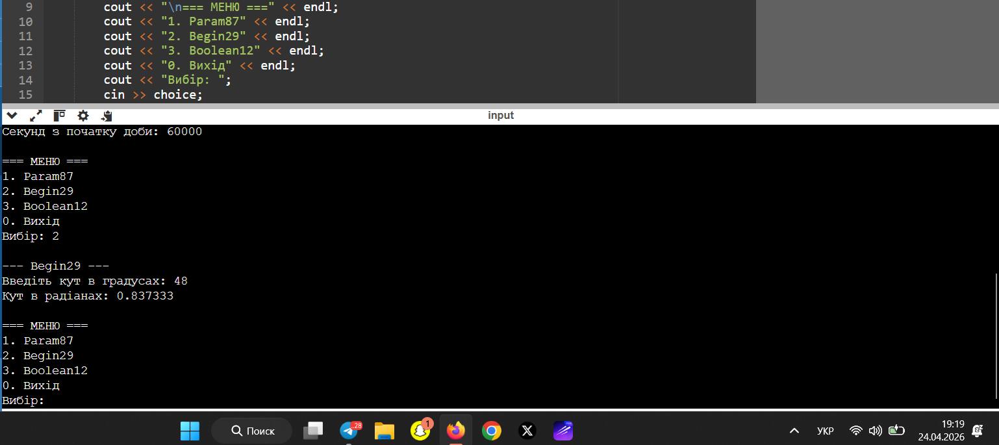 9 cout << "\n=== МЕНЮ ===" << endl;
10 cout << "1. Param87" << endl;
11 cout << "2. Begin29" << endl;
12 cout << "3. Boolean12" << endl;
13 cout << "0. Вихід" << endl;
14 cout << "Вибір: ";
15 cin >> choice;
input
Секунд з початку доби: 60000
=== МЕНЮ ===
1. Param87
2. Begin29
3. Boolean12
0. Вихід
Вибір: 2
--- Begin29 ---
Введіть кут в градусах: 48
Кут в радіанах: 0.837333
=== МЕНЮ ===
1. Param87
2. Begin29
3. Boolean12
0. Вихід
Вибір:
Поиск
28
1
УКР
19:19
24.04.2026